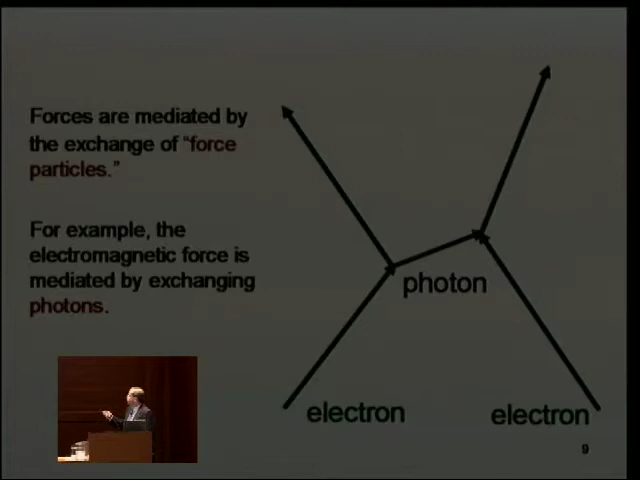 Forces are mediated by
the exchange of “force
particles.”
For example, the
electromagnetic force is
mediated by exchanging
photons.
photon
electron
electron
9